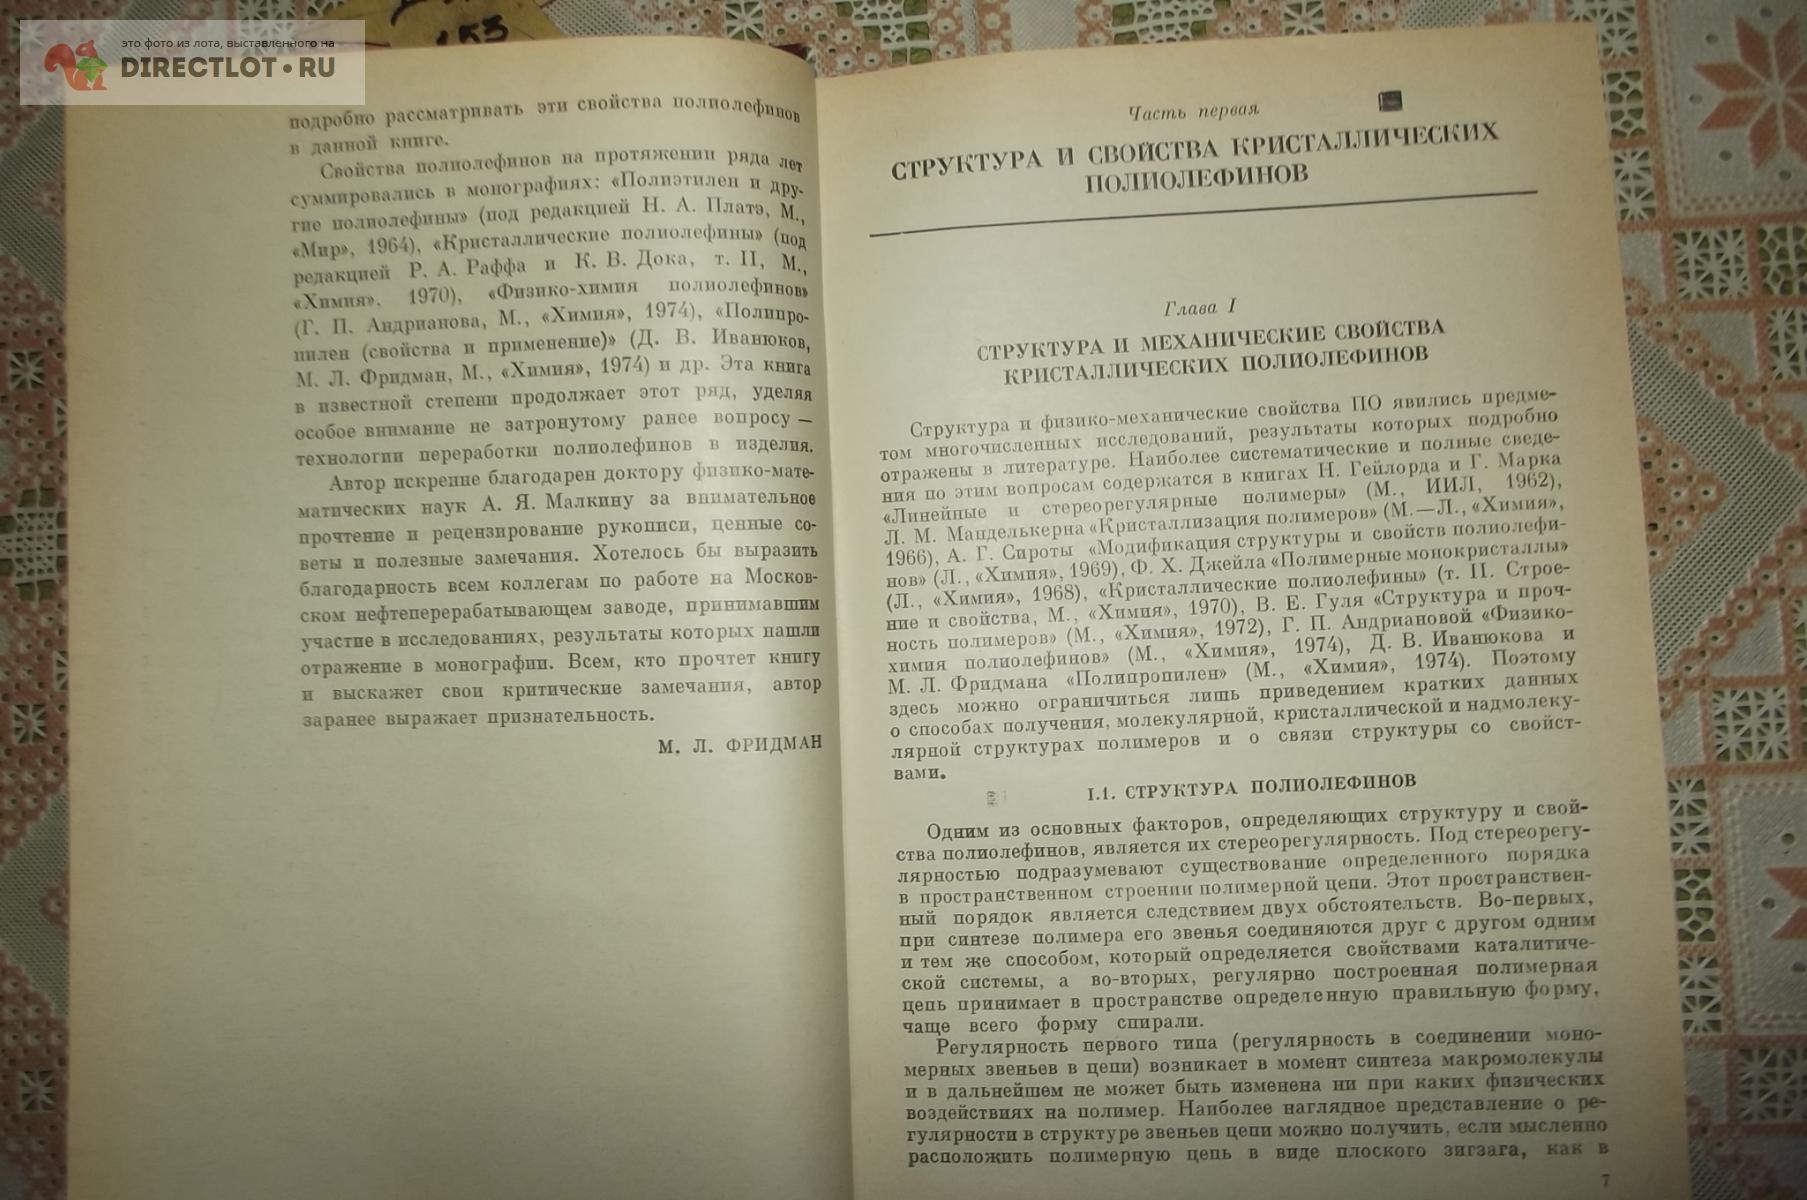 153
это фото из лота, выставленного на
DIRECTLOT•RU
подробно рассматривать эти свойства полиолефинов
в данной книге.
Свойства полиолефинов на протяжении ряда лет
суммировались в монографиях: «Полиэтилен и дру-
гие полиолефины» (под редакцией Н. А. Платэ, М.,
«Мир», 1964), «Кристаллические полиолефины» (под
редакцией Р. А. Раффа и К. В. Дока, т. II, М.,
«Химия», 1970), «Физико-химия полиолефинов»
(Г. П. Андрианова, М., «Химия», 1974), «Полипро-
пилен (свойства и применение)» (Д. В. Иванюков,
М. Л. Фридман, М., «Химия», 1974) и др. Эта книга
в известной степени продолжает этот ряд, уделяя
особое внимание не затронутому ранее вопросу —
технологии переработки полиолефинов в изделия.
Автор искренне благодарен доктору физико-мате-
матических наук А. Я. Малкину за внимательное
прочтение и рецензирование рукописи, ценные со-
веты и полезные замечания. Хотелось бы выразить
благодарность всем коллегам по работе на Москов-
ском нефтеперерабатывающем заводе, принимавшим
участие в исследованиях, результаты которых нашли
отражение в монографии. Всем, кто прочтет книгу
и выскажет свои критические замечания, автор
заранее выражает признательность.
М. Л. ФРИДМАН
Часть первая
СТРУКТУРА И СВОЙСТВА КРИСТАЛЛИЧЕСКИХ
ПОЛИОЛЕФИНОВ
Глава I
СТРУКТУРА И МЕХАНИЧЕСКИЕ СВОЙСТВА
КРИСТАЛЛИЧЕСКИХ ПОЛИОЛЕФИНОВ
Структура и физико-механические свойства ПО явились предме-
том многочисленных исследований, результаты которых подробно
отражены в литературе. Наиболее систематические и полные сведе-
ния по этим вопросам содержатся в книгах Н. Гейлорда и Г. Марка
«Линейные и стереорегулярные полимеры» (М., ИИЛ, 1962),
Л. М. Манделькерна «Кристаллизация полимеров» (М.—Л., «Химия»,
1966), А. Г. Сироты «Модификация структуры и свойств полиолефи-
нов» (Л., «Химия», 1969), Ф. Х. Джейла «Полимерные монокристаллы»
(Л., «Химия», 1968), «Кристаллические полиолефины» (т. II. Строе-
ние и свойства, М., «Химия», 1970), В. Е. Гуля «Структура и проч-
ность полимеров» (М., «Химия», 1972), Г. П. Андриановой «Физико-
химия полиолефинов» (М., «Химия», 1974), Д. В. Иванюкова и
М. Л. Фридмана «Полипропилен» (М., «Химия», 1974). Поэтому
здесь можно ограничиться лишь приведением кратких данных
о способах получения, молекулярной, кристаллической и надмолеку-
лярной структурах полимеров и о связи структуры со свойст-
вами.
I.1. СТРУКТУРА ПОЛИОЛЕФИНОВ
Одним из основных факторов, определяющих структуру и свой-
ства полиолефинов, является их стереорегулярность. Под стереорегу-
лярностью подразумевают существование определенного порядка
в пространственном строении полимерной цепи. Этот пространствен-
ный порядок является следствием двух обстоятельств. Во-первых,
при синтезе полимера его звенья соединяются друг с другом одним
и тем же способом, который определяется свойствами каталитиче-
ской системы, а во-вторых, регулярно построенная полимерная
цепь принимает в пространстве определенную правильную форму,
чаще всего форму спирали.
Регулярность первого типа (регулярность в соединении моно-
мерных звеньев в цепи) возникает в момент синтеза макромолекулы
и в дальнейшем не может быть изменена ни при каких физических
воздействиях на полимер. Наиболее наглядное представление о ре-
гулярности в структуре звеньев цепи можно получить, если мысленно
расположить полимерную цепь в виде плоского зигзага, как в
7